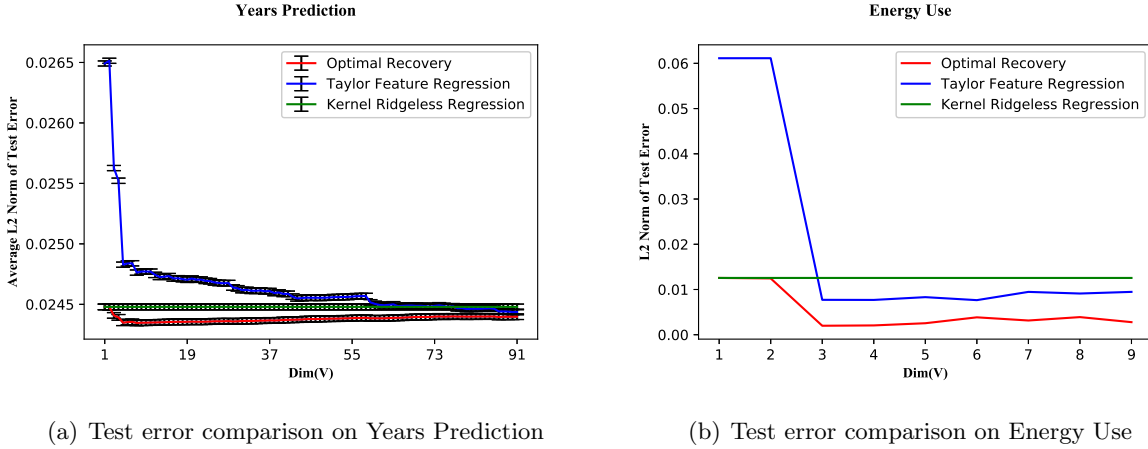 Years Prediction
Average L2 Norm of Test Error
0.0265
0.0260
0.0255
0.0250
0.0245
Optimal Recovery
Taylor Feature Regression
Kernel Ridgeless Regression
1 19 37 55 73 91
Dim(V)
(a) Test error comparison on Years Prediction
Energy Use
L2 Norm of Test Error
0.06
0.05
0.04
0.03
0.02
0.01
0.00
Optimal Recovery
Taylor Feature Regression
Kernel Ridgeless Regression
1 2 3 4 5 6 7 8 9
Dim(V)
(b) Test error comparison on Energy Use